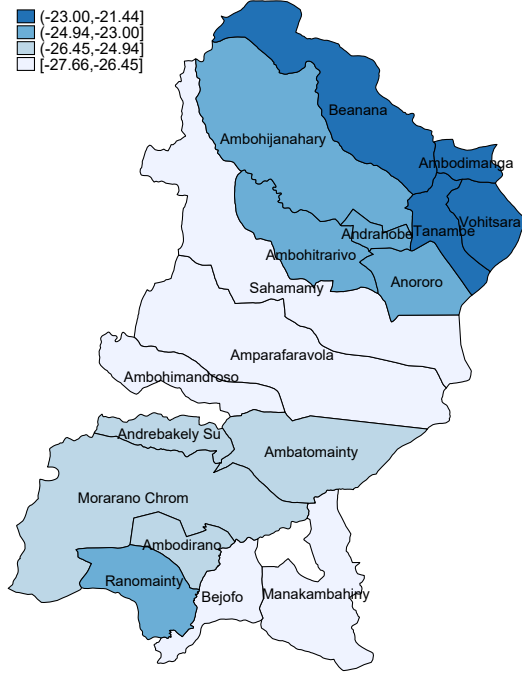 (-23.00,-21.44]
(-24.94,-23.00]
(-26.45,-24.94]
[-27.66,-26.45]
Beanana
Ambohijanahary
Ambodimanga
Vohitsara
Tanambe
Andrahobe
Ambohitrarivo
Anororo
Sahamamy
Amparafaravola
Ambohimandroso
Andrebakely Su
Ambatomainty
Morarano Chrom
Ambodirano
Ranomainty
Bejofo
Manakambahiny